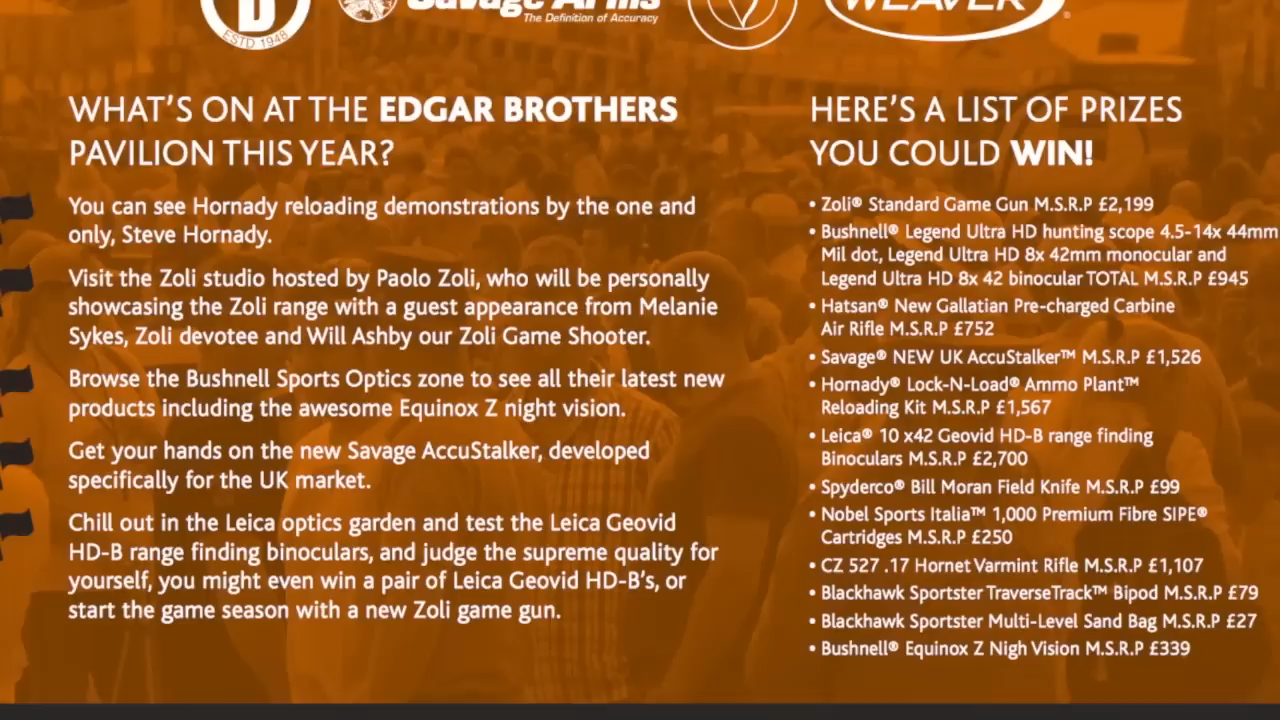 D
ESTD 1948
Savage Arms
The Definition of Accuracy
WEAVER®
WHAT'S ON AT THE EDGAR BROTHERS
PAVILION THIS YEAR?
You can see Hornady reloading demonstrations by the one and
only, Steve Hornady.
Visit the Zoli studio hosted by Paolo Zoli, who will be personally
showcasing the Zoli range with a guest appearance from Melanie
Sykes, Zoli devotee and Will Ashby our Zoli Game Shooter.
Browse the Bushnell Sports Optics zone to see all their latest new
products including the awesome Equinox Z night vision.
Get your hands on the new Savage AccuStalker, developed
specifically for the UK market.
Chill out in the Leica optics garden and test the Leica Geovid
HD-B range finding binoculars, and judge the supreme quality for
yourself, you might even win a pair of Leica Geovid HD-B's, or
start the game season with a new Zoli game gun.
HERE'S A LIST OF PRIZES
YOU COULD WIN!
• Zoli® Standard Game Gun M.S.R.P £2,199
• Bushnell® Legend Ultra HD hunting scope 4.5-14x 44mm
Mil dot, Legend Ultra HD 8x 42mm monocular and
Legend Ultra HD 8x 42 binocular TOTAL M.S.R.P £945
• Hatsan® New Gallatian Pre-charged Carbine
Air Rifle M.S.R.P £752
• Savage® NEW UK AccuStalker™ M.S.R.P £1,526
• Hornady® Lock-N-Load® Ammo Plant™
Reloading Kit M.S.R.P £1,567
• Leica® 10 x42 Geovid HD-B range finding
Binoculars M.S.R.P £2,700
• Spyderco® Bill Moran Field Knife M.S.R.P £99
• Nobel Sports Italia™ 1,000 Premium Fibre SIPE®
Cartridges M.S.R.P £250
• CZ 527 .17 Hornet Varmint Rifle M.S.R.P £1,107
• Blackhawk Sportster TraverseTrack™ Bipod M.S.R.P £79
• Blackhawk Sportster Multi-Level Sand Bag M.S.R.P £27
• Bushnell® Equinox Z Nigh Vision M.S.R.P £339